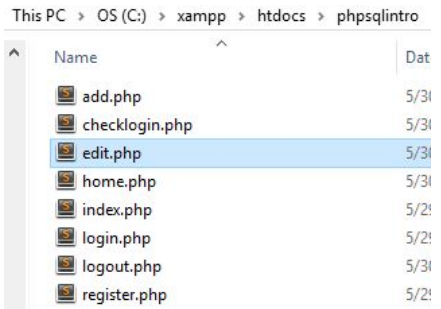 This PC > OS (C:) > xampp > htdocs > phpsqlintro
Name Dat
add.php 5/30
checklogin.php 5/30
edit.php 5/30
home.php 5/30
index.php 5/29
login.php 5/29
logout.php 5/30
register.php 5/29